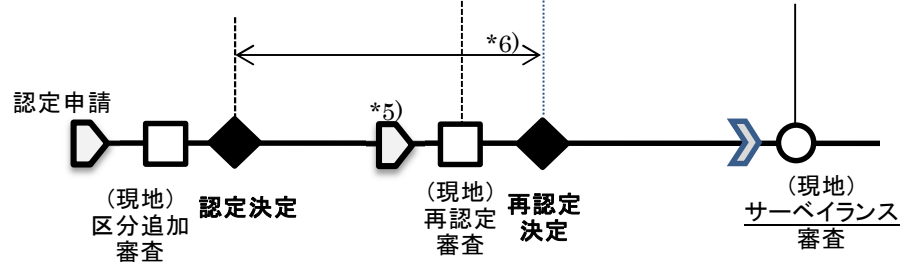 *6)
認定申請
*5)
（現地）
区分追加
審査
認定決定
（現地）
再認定
審査
再認定
決定
（現地）
サーベイランス
審査